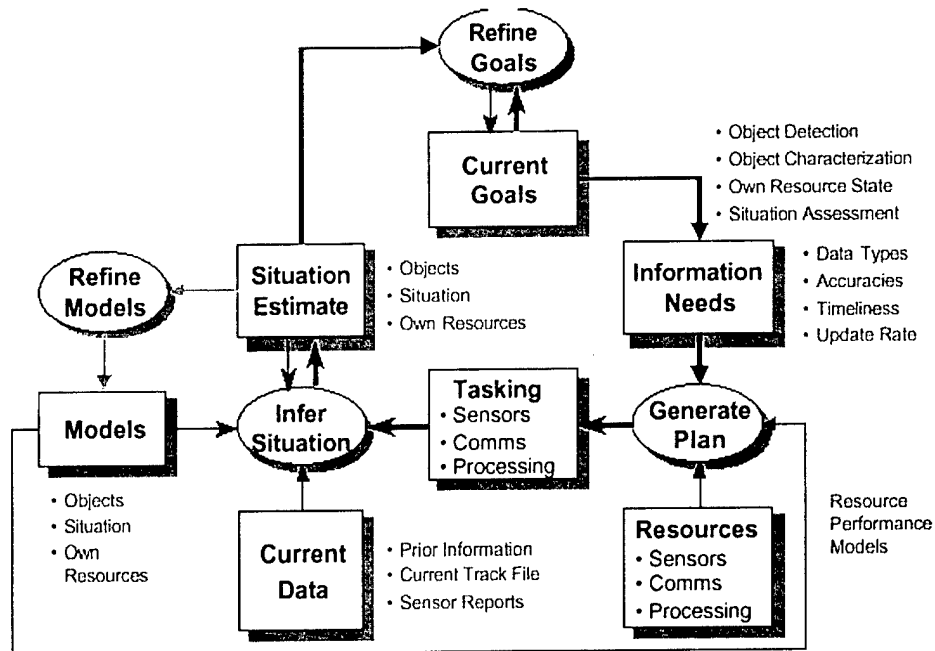 Refine
Goals
Current
Goals
• Object Detection
• Object Characterization
• Own Resource State
• Situation Assessment
Refine
Models
Situation
Estimate
• Objects
• Situation
• Own Resources
Information
Needs
• Data Types
• Accuracies
• Timeliness
• Update Rate
Models
• Objects
• Situation
• Own
Resources
Infer
Situation
Tasking
• Sensors
• Comms
• Processing
Generate
Plan
Current
Data
• Prior Information
• Current Track File
• Sensor Reports
Resources
• Sensors
• Comms
• Processing
Resource
Performance
Models